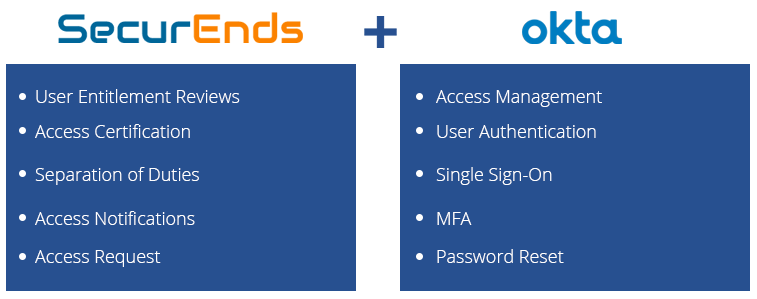 SecurEnds + okta
• User Entitlement Reviews
• Access Certification
• Separation of Duties
• Access Notifications
• Access Request
• Access Management
• User Authentication
• Single Sign-On
• MFA
• Password Reset